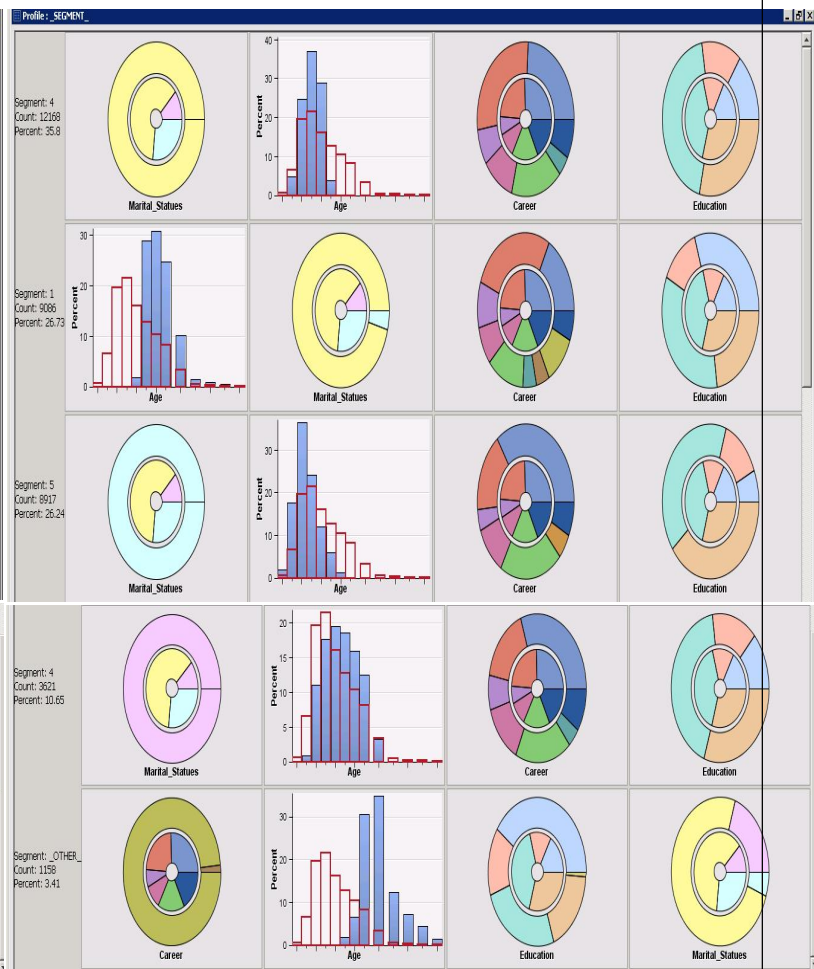 Profile : _SEGMENT_
Segment: 4
Count: 12168
Percent: 35.8
Marital_Statues
Percent
40
30
20
10
0
Age
Career
Education
Segment: 1
Count: 9086
Percent: 26.73
Percent
30
20
10
0
Age
Marital_Statues
Career
Education
Segment: 5
Count: 8917
Percent: 26.24
Marital_Statues
Percent
30
20
10
0
Age
Career
Education
Segment: 4
Count: 3621
Percent: 10.65
Marital_Statues
Percent
20
15
10
5
0
Age
Career
Education
Segment: _OTHER_
Count: 1158
Percent: 3.41
Career
Percent
30
20
10
0
Age
Education
Marital_Statues